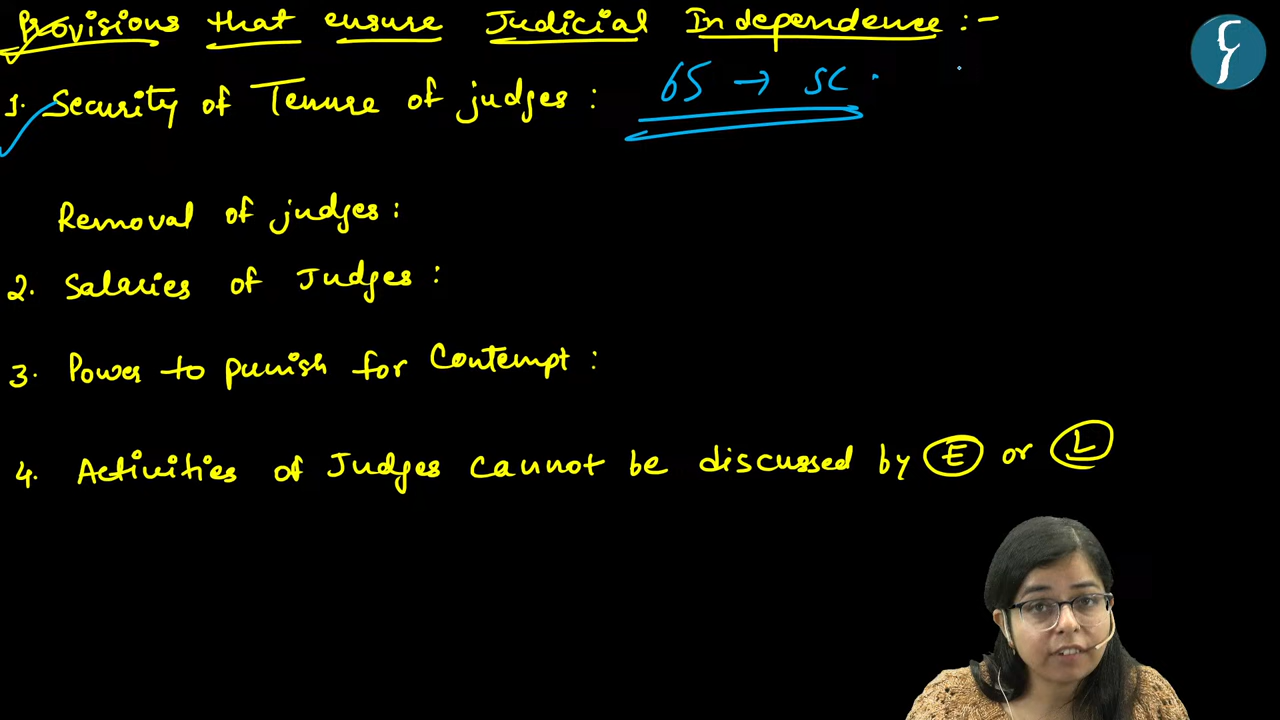 Provisions that ensure Judicial Independence :-
1. Security of Tenure of judges : 65 → SC
Removal of judges :
2. Salaries of Judges :
3. Power to punish for Contempt :
4. Activities of Judges cannot be discussed by E or L